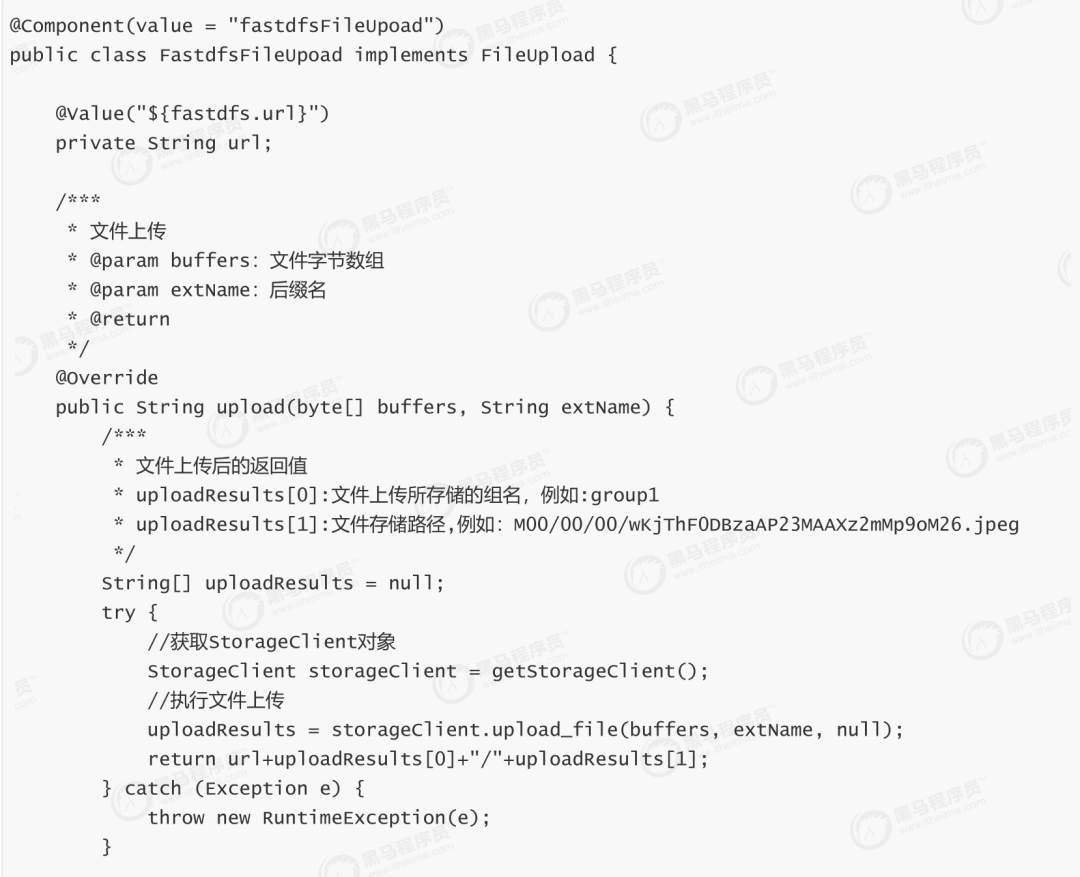 @Component(value = "fastdfsFileUpoad")
public class FastdfsFileUpoad implements FileUpload {
    @Value("${fastdfs.url}")
    private String url;
    /***
     * 文件上传
     * @param buffers：文件字节数组
     * @param extName：后缀名
     * @return
     */
    @Override
    public String upload(byte[] buffers, String extName) {
        /***
         * 文件上传后的返回值
         * uploadResults[0]:文件上传所存储的组名，例如:group1
         * uploadResults[1]:文件存储路径,例如：M00/00/00/wKjThF0DBzaAP23MAAXz2mMp9oM26.jpeg
         */
        String[] uploadResults = null;
        try {
            //获取StorageClient对象
            StorageClient storageClient = getStorageClient();
            //执行文件上传
            uploadResults = storageClient.upload_file(buffers, extName, null);
            return url+uploadResults[0]+"/"+uploadResults[1];
        } catch (Exception e) {
            throw new RuntimeException(e);
        }
黑马程序员
www.itheima.com